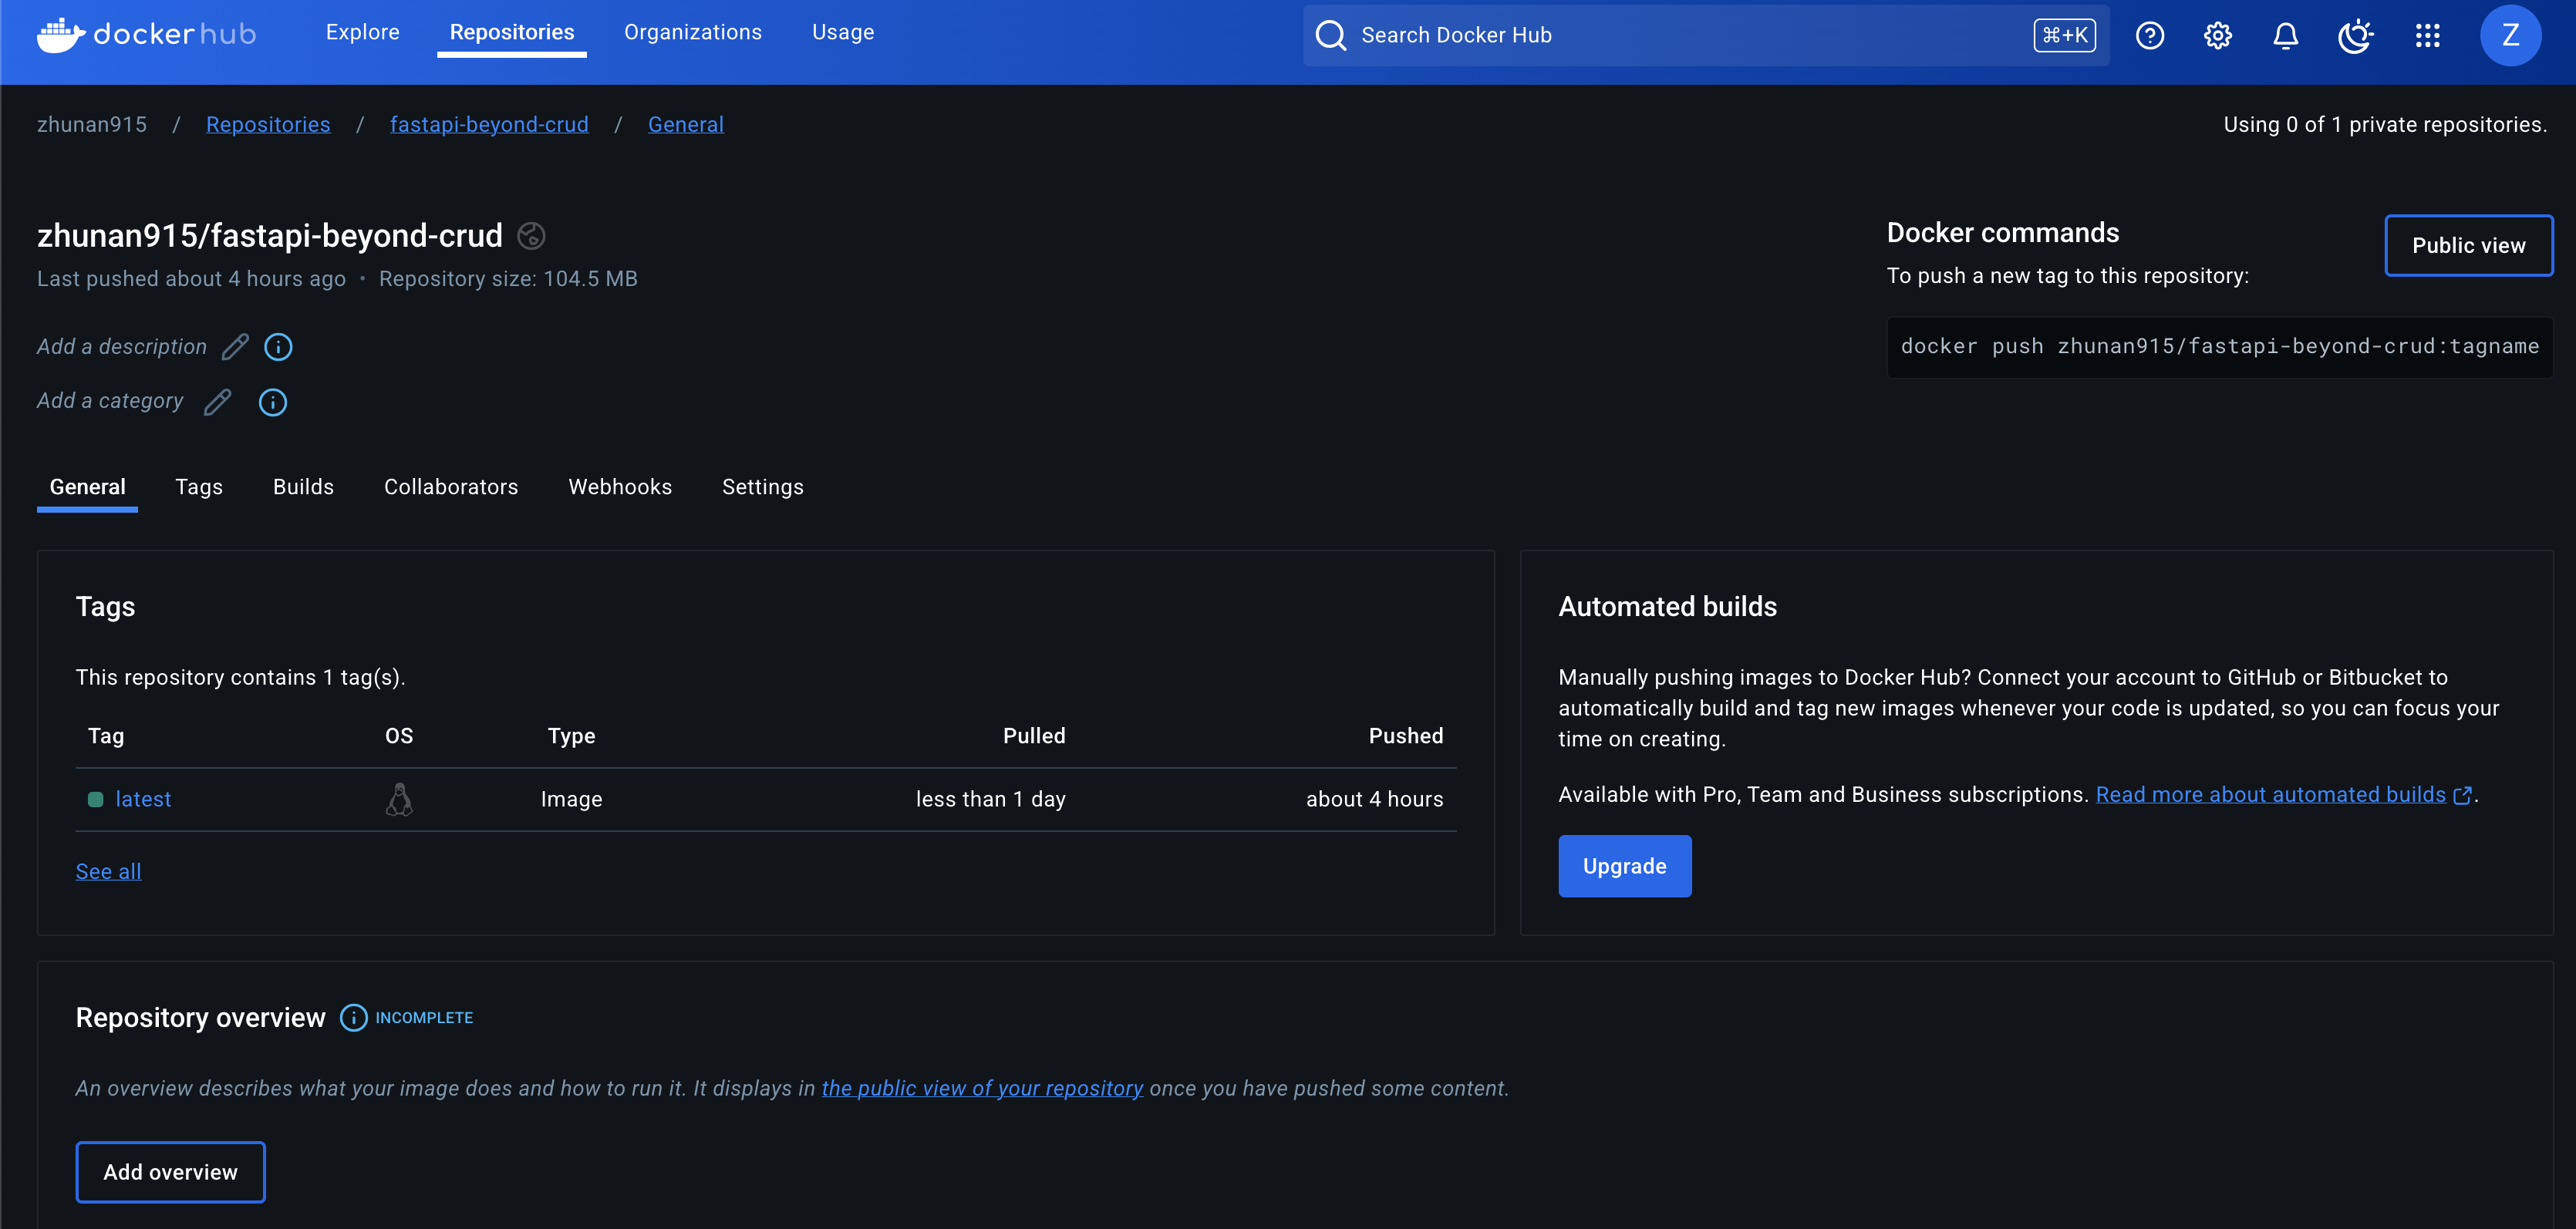 dockerhub
Explore
Repositories
Organizations
Usage
Search Docker Hub
⌘+K
Z
zhunan915 / Repositories / fastapi-beyond-crud / General
Using 0 of 1 private repositories.
zhunan915/fastapi-beyond-crud
Last pushed about 4 hours ago • Repository size: 104.5 MB
Add a description
Add a category
Docker commands
To push a new tag to this repository:
Public view
docker push zhunan915/fastapi-beyond-crud:tagname
General
Tags
Builds
Collaborators
Webhooks
Settings
Tags
This repository contains 1 tag(s).
Tag OS Type Pulled Pushed
latest Image less than 1 day about 4 hours
See all
Automated builds
Manually pushing images to Docker Hub? Connect your account to GitHub or Bitbucket to
automatically build and tag new images whenever your code is updated, so you can focus your
time on creating.
Available with Pro, Team and Business subscriptions. Read more about automated builds.
Upgrade
Repository overview INCOMPLETE
An overview describes what your image does and how to run it. It displays in the public view of your repository once you have pushed some content.
Add overview